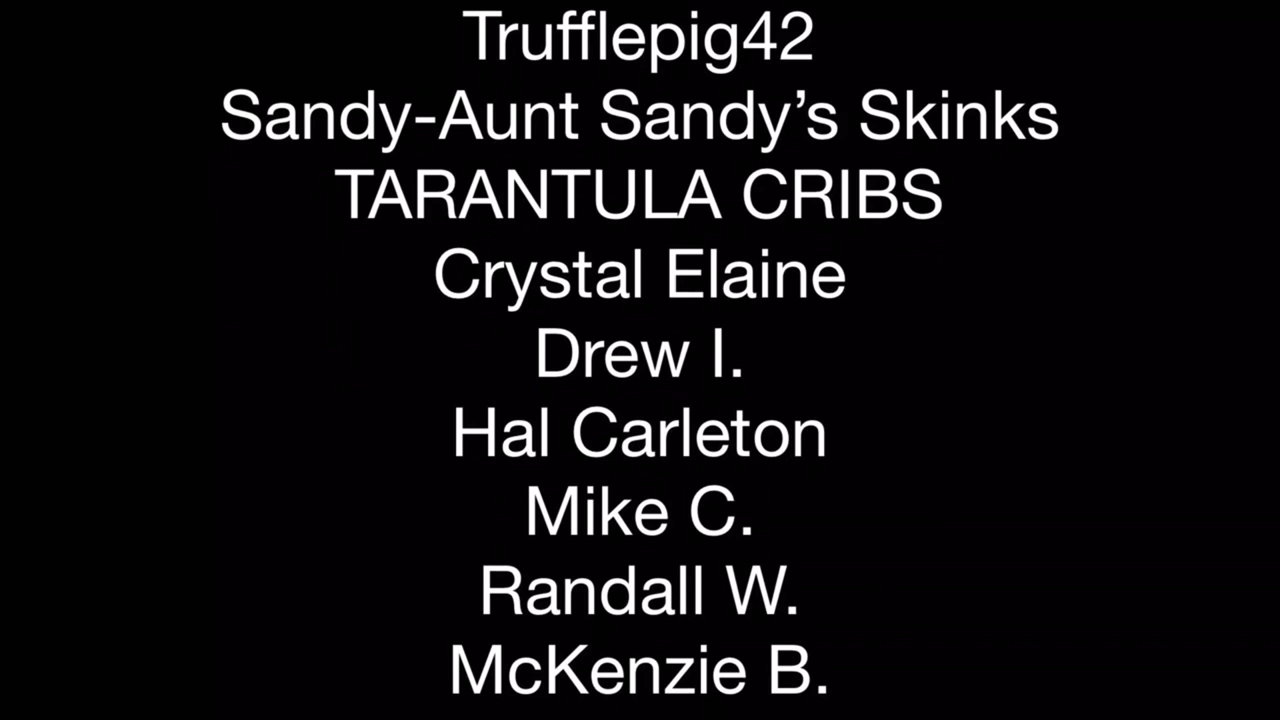 Trufflepig42
Sandy-Aunt Sandy’s Skinks
TARANTULA CRIBS
Crystal Elaine
Drew I.
Hal Carleton
Mike C.
Randall W.
McKenzie B.